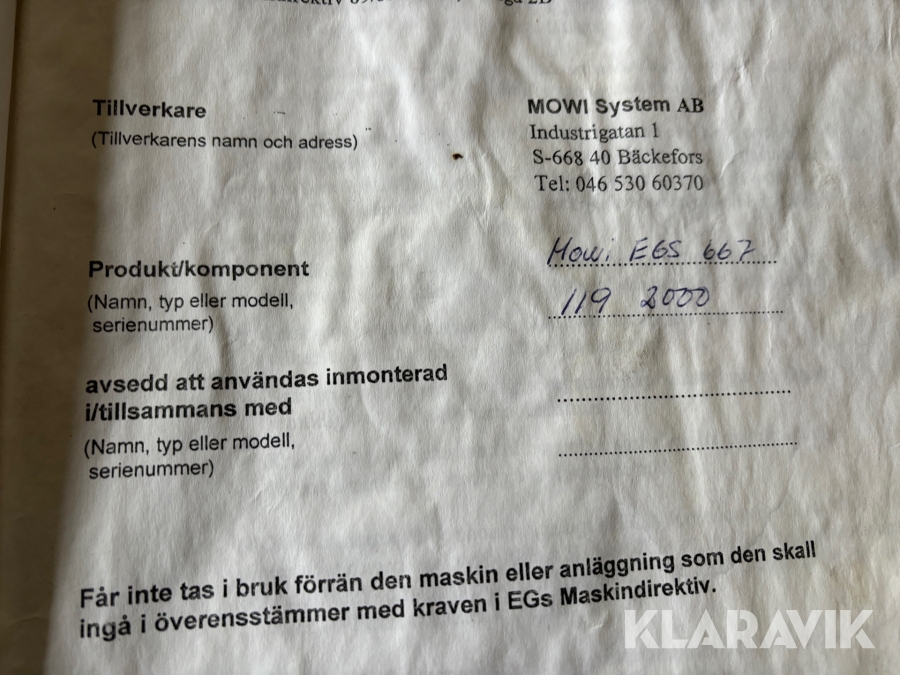 Tillverkare
(Tillverkarens namn och adress)
MOWI System AB
Industrigatan 1
S-668 40 Bäckefors
Tel: 046 530 60370
Produkt/komponent
(Namn, typ eller modell,
serienummer)
Mowi EGS 667
119 2000
avsedd att användas inmonterad
i/tillsammans med
(Namn, typ eller modell,
serienummer)
Får inte tas i bruk förrän den maskin eller anläggning som den skall
ingå i överensstämmer med kraven i EGs Maskindirektiv.
KLARAVIK